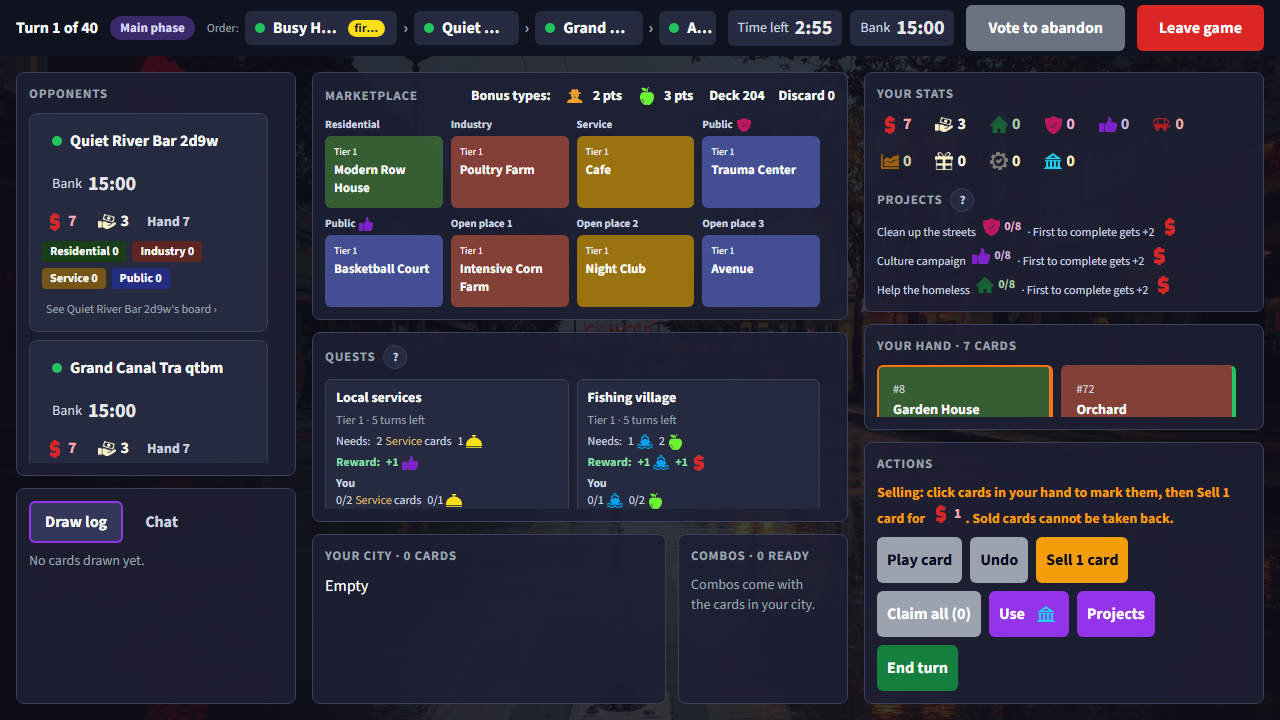 Turn 1 of 40 Main phase Order: Busy H... fir... › Quiet ... › Grand ... › A... Time left 2:55 Bank 15:00 Vote to abandon Leave game
OPPONENTS
Quiet River Bar 2d9w
Bank 15:00
7 3 Hand 7
Residential 0 Industry 0
Service 0 Public 0
See Quiet River Bar 2d9w's board ›
Grand Canal Tra qtbm
Bank 15:00
7 3 Hand 7
Draw log Chat
No cards drawn yet.
MARKETPLACE Bonus types: 2 pts 3 pts Deck 204 Discard 0
Residential Industry Service Public
Tier 1 Tier 1 Tier 1 Tier 1
Modern Row Poultry Farm Cafe Trauma Center
House
Public Open place 1 Open place 2 Open place 3
Tier 1 Tier 1 Tier 1 Tier 1
Basketball Court Intensive Corn Night Club Avenue
Farm
QUESTS ?
Local services
Tier 1 · 5 turns left
Needs: 2 Service cards 1
Reward: +1
You
0/2 Service cards 0/1
Fishing village
Tier 1 · 5 turns left
Needs: 1 2
Reward: +1 +1
You
0/1 0/2
YOUR CITY · 0 CARDS
Empty
COMBOS · 0 READY
Combos come with
the cards in your city.
YOUR STATS
7 3 0 0 0 0
0 0 0 0
PROJECTS ?
Clean up the streets 0/8 · First to complete gets +2
Culture campaign 0/8 · First to complete gets +2
Help the homeless 0/8 · First to complete gets +2
YOUR HAND · 7 CARDS
#8 #72
Garden House Orchard
ACTIONS
Selling: click cards in your hand to mark them, then Sell 1
card for 1 . Sold cards cannot be taken back.
Play card Undo Sell 1 card
Claim all (0) Use Projects
End turn